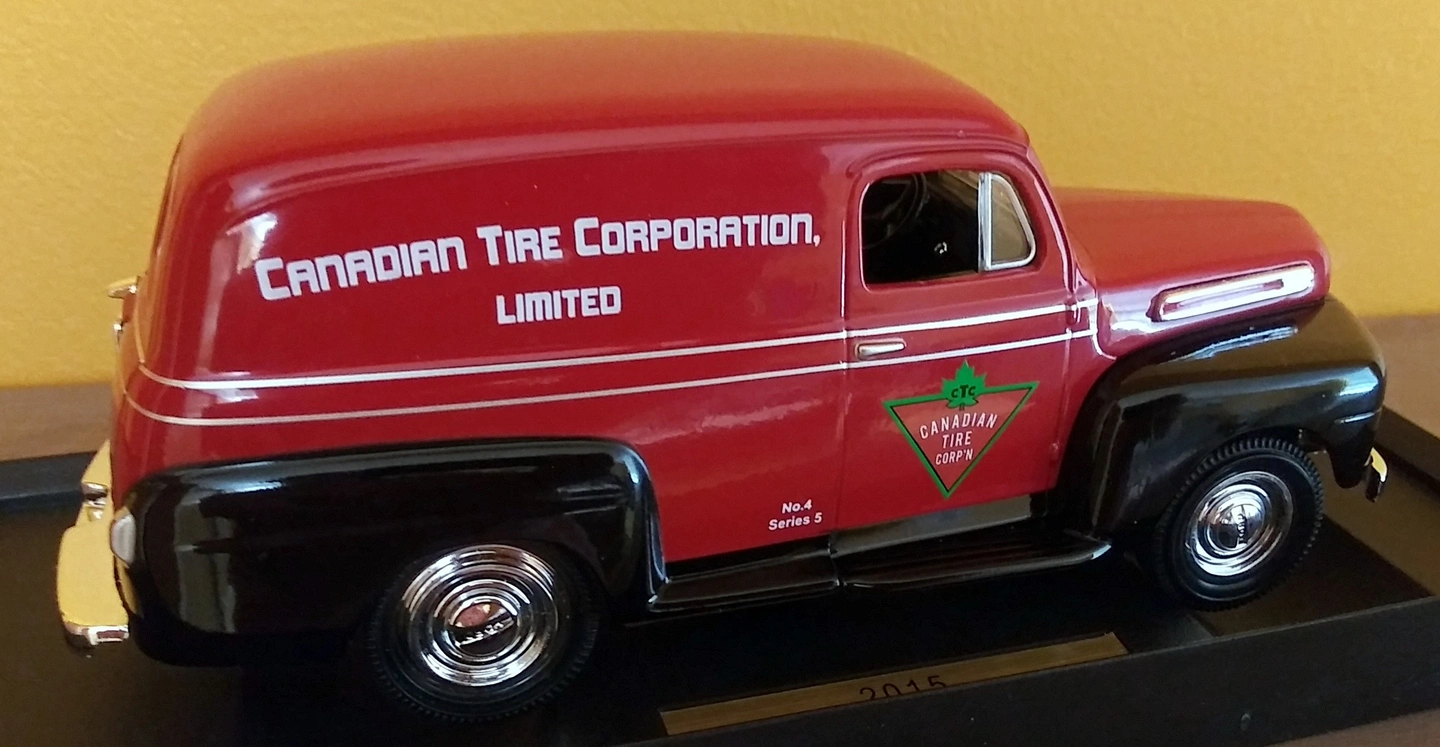 CANADIAN TIRE CORPORATION,
LIMITED
CTC
CANADIAN
TIRE
CORP'N
No.4
Series 5
2015